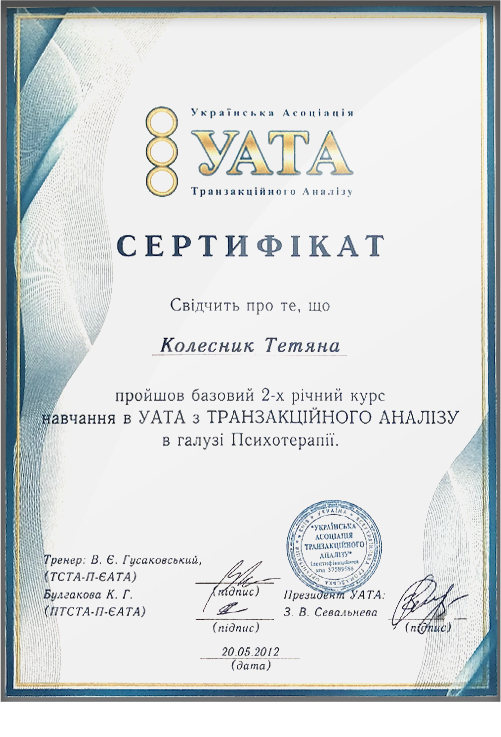 Українська Асоціація
УАТА
Транзакційного Аналізу
СЕРТИФІКАТ
Свідчить про те, що
Колесник Тетяна
пройшов базовий 2-х річний курс
навчання в УАТА з ТРАНЗАКЦІЙНОГО АНАЛІЗУ
в галузі Психотерапії.
"УКРАЇНСЬКА
АСОЦІАЦІЯ
ТРАНЗАКЦІЙНОГО
АНАЛІЗУ"
УКРАЇНА
КИЇВ
Тренер: В. Є. Гусаковський,
(ТСТА-П-ЄАТА)
(підпис)
Булгакова К. Г.
(ПТСТА-П-ЄАТА)
(підпис)
Президент УАТА:
З. В. Севальнева
(підпис)
20.05.2012
(дата)